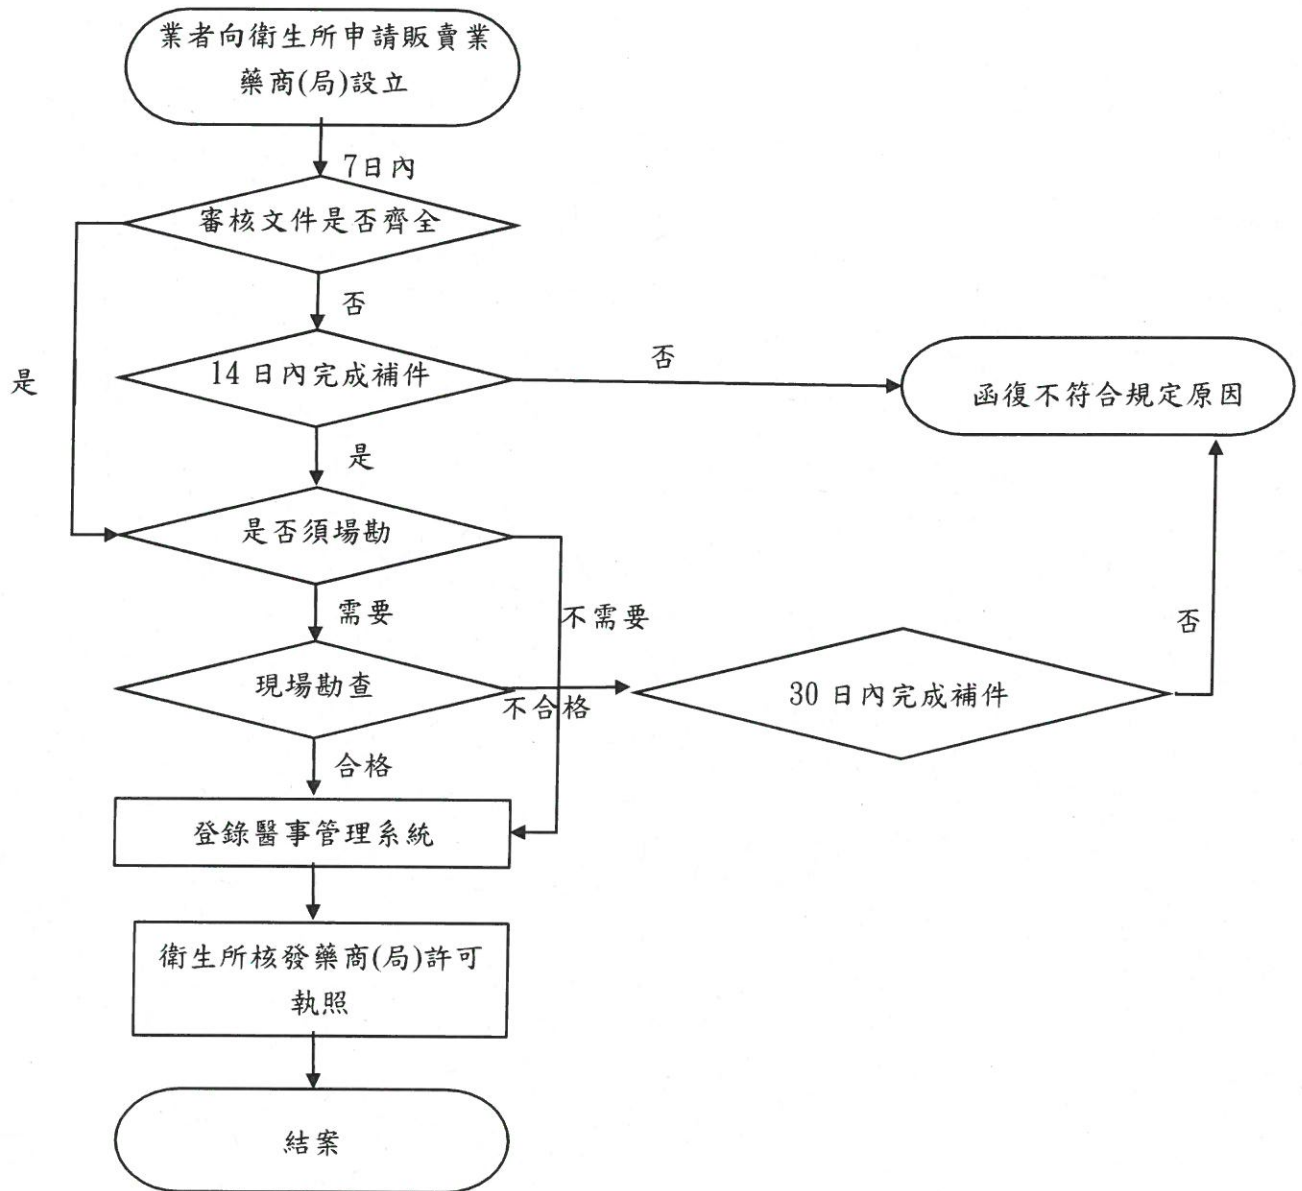 業者向衛生所申請販賣業
藥商(局)設立
7日內
審核文件是否齊全
否
是
14 日內完成補件
否
函復不符合規定原因
是
是否須場勘
需要
不需要
否
現場勘查
不合格
30 日內完成補件
合格
登錄醫事管理系統
衛生所核發藥商(局)許可
執照
結案